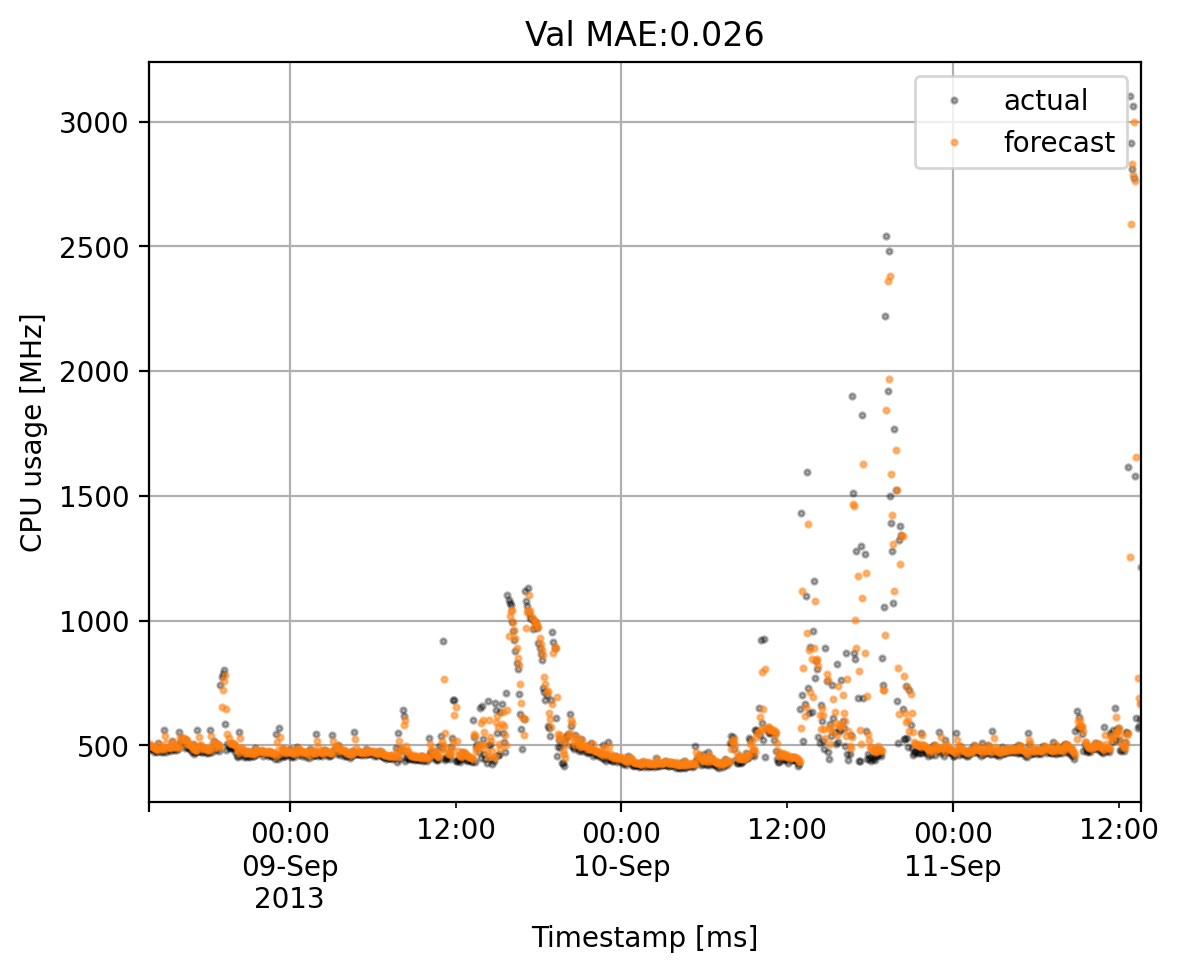 Val MAE:0.026
actual
forecast
3000
2500
2000
1500
1000
500
CPU usage [MHz]
00:00
09-Sep
2013
12:00
00:00
10-Sep
12:00
00:00
11-Sep
12:00
Timestamp [ms]